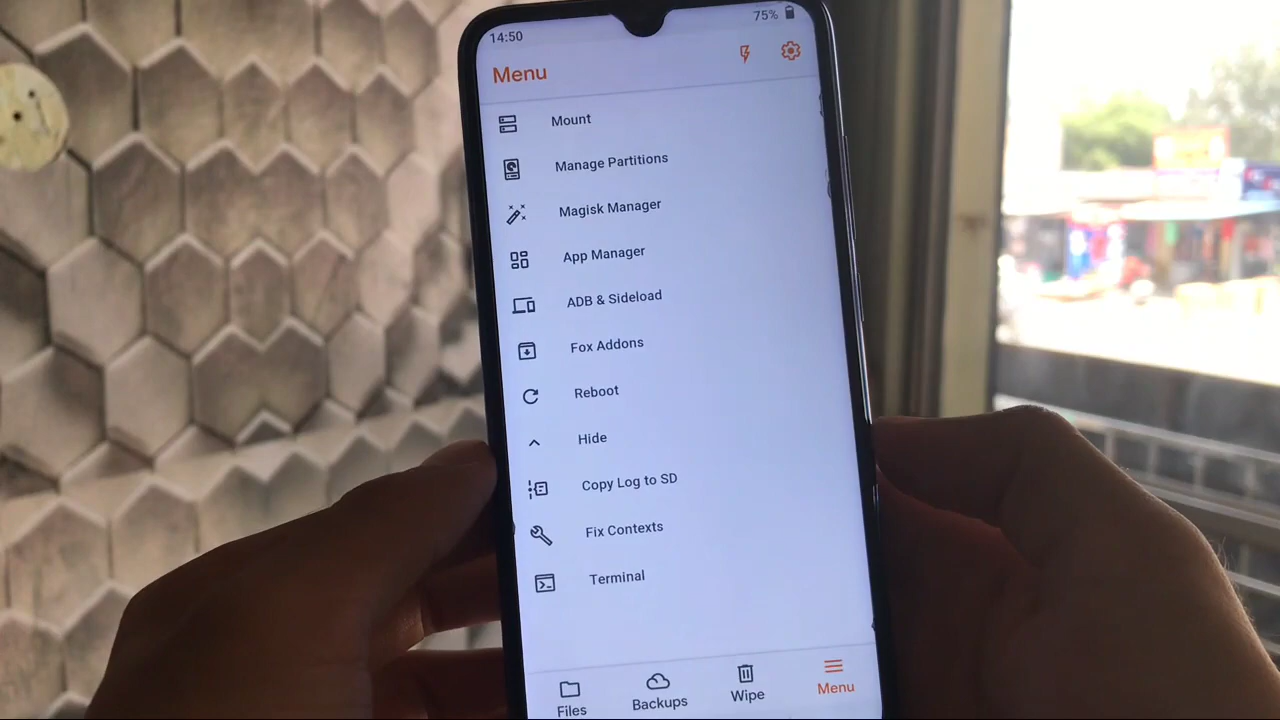 14:50
75%
Menu
Mount
Manage Partitions
Magisk Manager
App Manager
ADB & Sideload
Fox Addons
Reboot
Hide
Copy Log to SD
Fix Contexts
Terminal
Files
Backups
Wipe
Menu